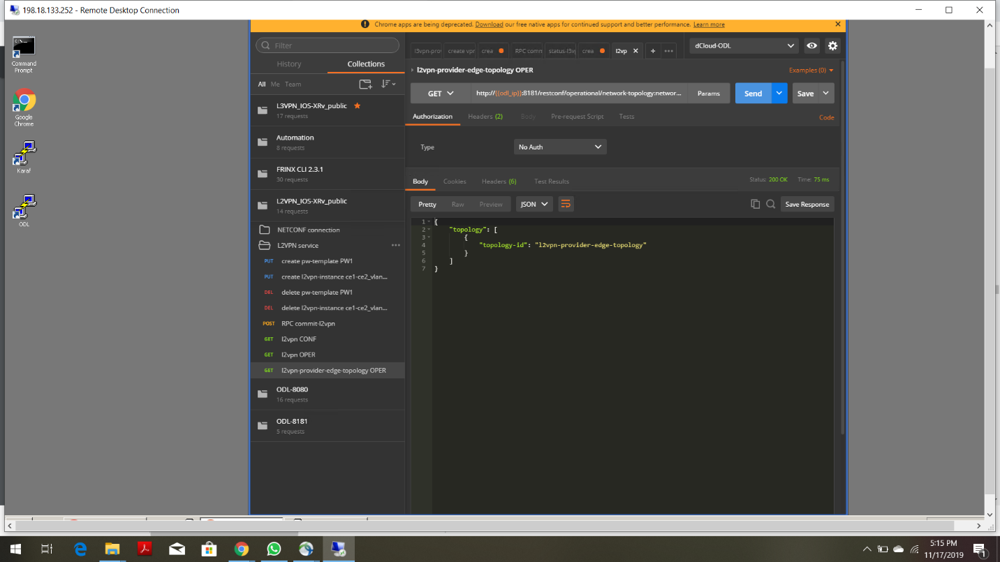 198.18.133.252 - Remote Desktop Connection
Command
Prompt
Google
Chrome
Karaf
ODL
Chrome apps are being deprecated. Download our free native apps for continued support and better performance. Learn more
Filter
History
Collections
All
Me
Team
L3VPN_IOS-XRv_public
17 requests
Automation
8 requests
FRINX CLI 2.3.1
30 requests
L2VPN_IOS-XRv_public
14 requests
NETCONF connection
L2VPN service
PUT create pw-template PW1
PUT create l2vpn-instance ce1-ce2_vlan...
DEL delete pw-template PW1
DEL delete l2vpn-instance ce1-ce2_vlan...
POST RPC commit-l2vpn
GET l2vpn CONF
GET l2vpn OPER
GET l2vpn-provider-edge-topology OPER
ODL-8080
16 requests
ODL-8181
5 requests
l3vpn-pro
create vpn
crea
RPC comm
status-l3v
crea
l2vp
dCloud-ODL
l2vpn-provider-edge-topology OPER
Examples (0)
GET
http://{{odl_ip}}:8181/restconf/operational/network-topology:networ...
Params
Send
Save
Authorization
Headers (2)
Body
Pre-request Script
Tests
Code
Type
No Auth
Body
Cookies
Headers (6)
Test Results
Status: 200 OK
Time: 75 ms
Pretty
Raw
Preview
JSON
Save Response
1 {
2 "topology": [
3 {
4 "topology-id": "l2vpn-provider-edge-topology"
5 }
6 ]
7 }
5:15 PM
11/17/2019
1